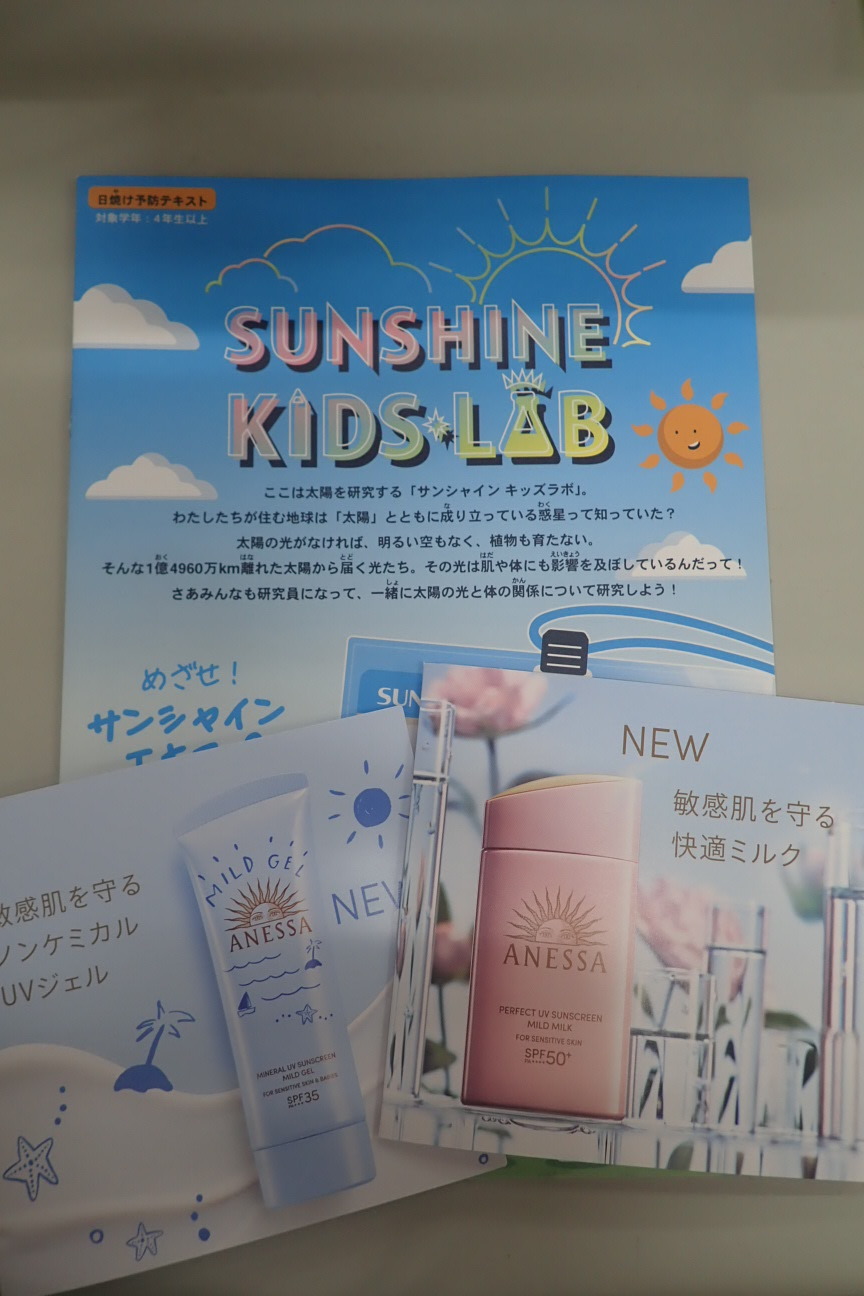 日焼け予防テキスト
対象学年：4年生以上
SUNSHINE
KIDS LAB
ここは太陽を研究する「サンシャイン キッズラボ」。
わたしたちが住む地球は「太陽」とともに成り立っている惑星って知っていた？
太陽の光がなければ、明るい空もなく、植物も育たない。
そんな1億4960万km離れた太陽から届く光たち。その光は肌や体にも影響を及ぼしているんだって！
さあみんなも研究員になって、一緒に太陽の光と体の関係について研究しよう！
めざせ！
サンシャイン
SUN
NEW
敏感肌を守る
快適ミルク
ANESSA
PERFECT UV SUNSCREEN
MILD MILK
FOR SENSITIVE SKIN
SPF50+
PA++++
敏感肌を守る
ノンケミカル
UVジェル
NEW
MILD GEL
ANESSA
MINERAL UV SUNSCREEN
MILD GEL
FOR SENSITIVE SKIN & BABIES
SPF35
PA+++